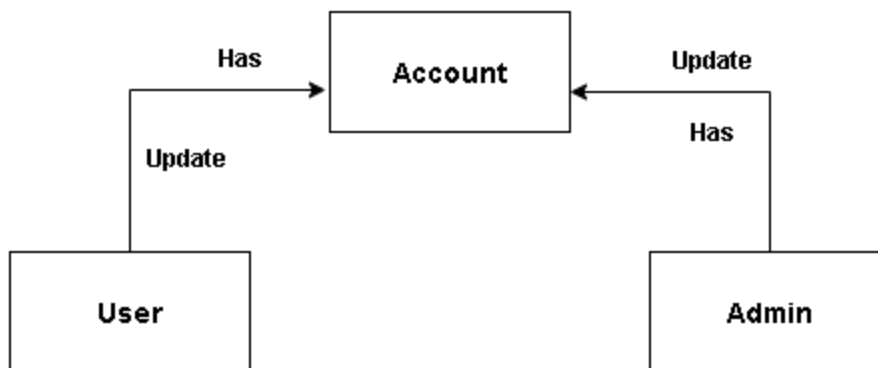 Has
Account
Update
Update
Has
User
Admin